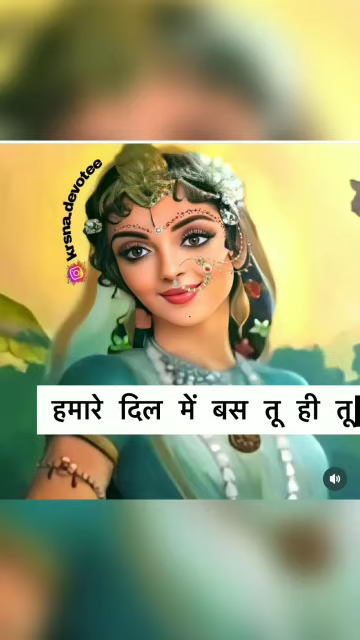 krsna.devotee
हमारे दिल में बस तू ही तू